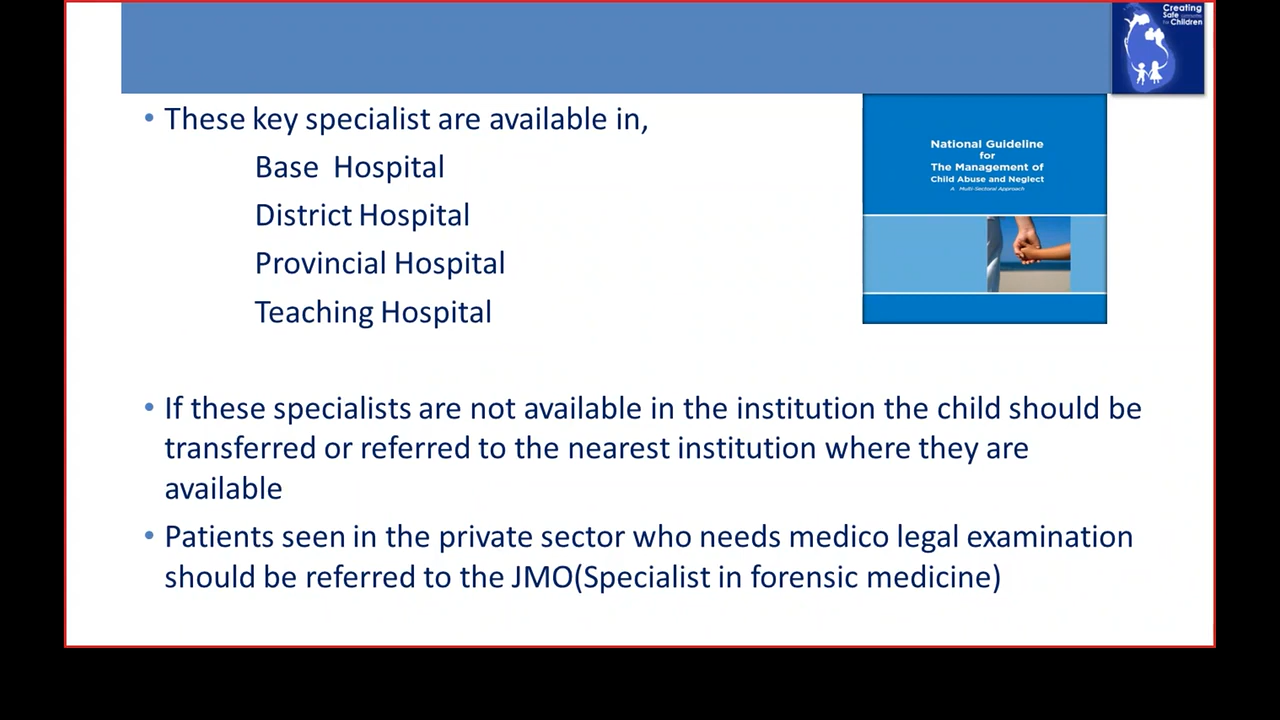 Creating
Safe
Children
• These key specialist are available in,
Base  Hospital
District Hospital
Provincial Hospital
Teaching Hospital
National Guideline
for
The Management of
Child Abuse and Neglect
A Multi-Sectoral Approach
• If these specialists are not available in the institution the child should be
transferred or referred to the nearest institution where they are
available
• Patients seen in the private sector who needs medico legal examination
should be referred to the JMO(Specialist in forensic medicine)